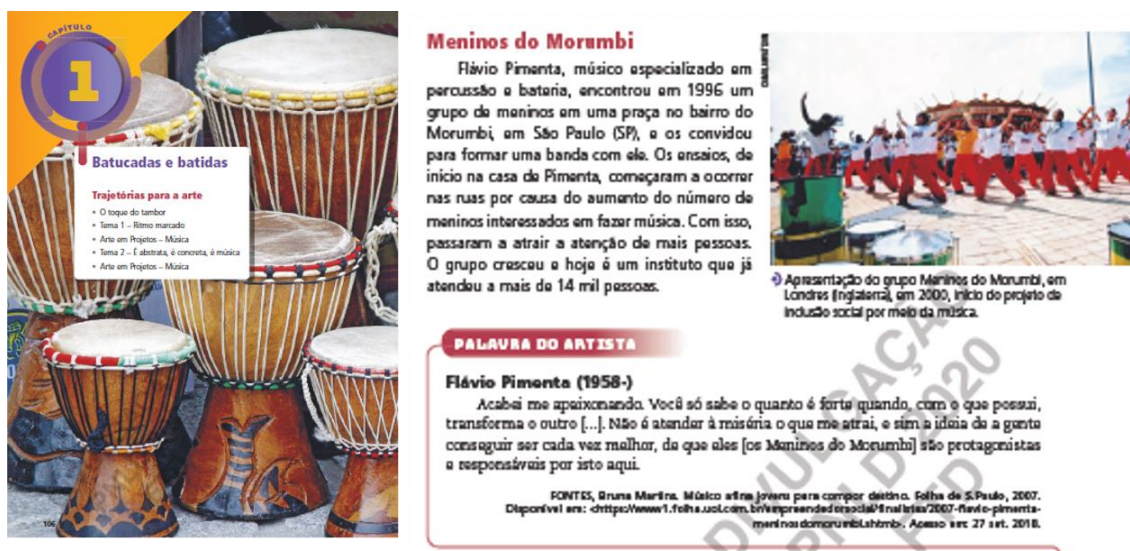 CAPÍTULO
1
Batucadas e batidas
Trajetórias para a arte
• O toque do tambor
• Tema 1 – Ritmo marcado
• Arte em Projetos – Música
• Tema 2 – É abstrata, é concreta, é música
• Arte em Projetos – Música
106
Meninos do Morumbi
Flávio Pimenta, músico especializado em
percussão e bateria, encontrou em 1996 um
grupo de meninos em uma praça no bairro do
Morumbi, em São Paulo (SP), e os convidou
para formar uma banda com ele. Os ensaios, de
início na casa de Pimenta, começaram a ocorrer
nas ruas por causa do aumento do número de
meninos interessados em fazer música. Com isso,
passaram a atrair a atenção de mais pessoas.
O grupo cresceu e hoje é um instituto que já
atendeu a mais de 14 mil pessoas.
Apresentação do grupo Meninos do Morumbi, em
Londres (Inglaterra), em 2000, início do projeto de
inclusão social por meio da música.
PALAVRA DO ARTISTA
Flávio Pimenta (1958-)
Acabei me apaixonando. Você só sabe o quanto é forte quando, com o que possui,
transforma o outro [...]. Não é atender à miséria o que me atrai, e sim a ideia de a gente
conseguir ser cada vez melhor, de que eles [os Meninos do Morumbi] são protagonistas
e responsáveis por isto aqui.
FONTES, Bruna Martins. Músico afina jovens para compor destino. Folha de S.Paulo, 2007.
Disponível em: <https://www1.folha.uol.com.br/empreendedorsocial/finalistas/2007-flavio-pimenta-
meninosdomorumbi.shtml>. Acesso em: 27 set. 2018.
DIVULGAÇÃO
PNLD 2020
FTD